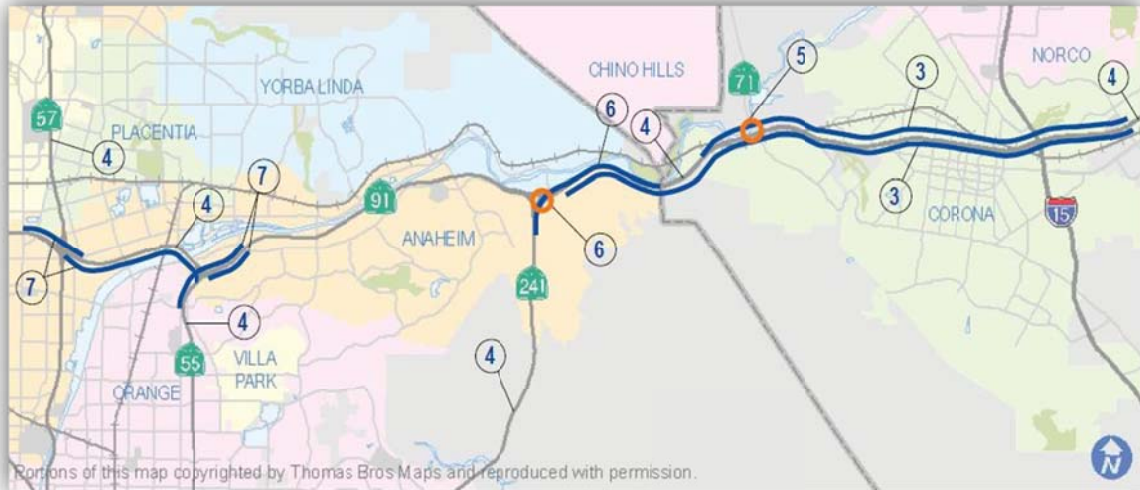 5
71
3
NORCO
CHINO HILLS
4
YORBA LINDA
6
57
4
PLACENTIA
4
7
3
91
4
CORONA
15
ANAHEIM
6
7
241
4
4
55
VILLA
PARK
ORANGE
Portions of this map copyrighted by Thomas Bros Maps and reproduced with permission.
N